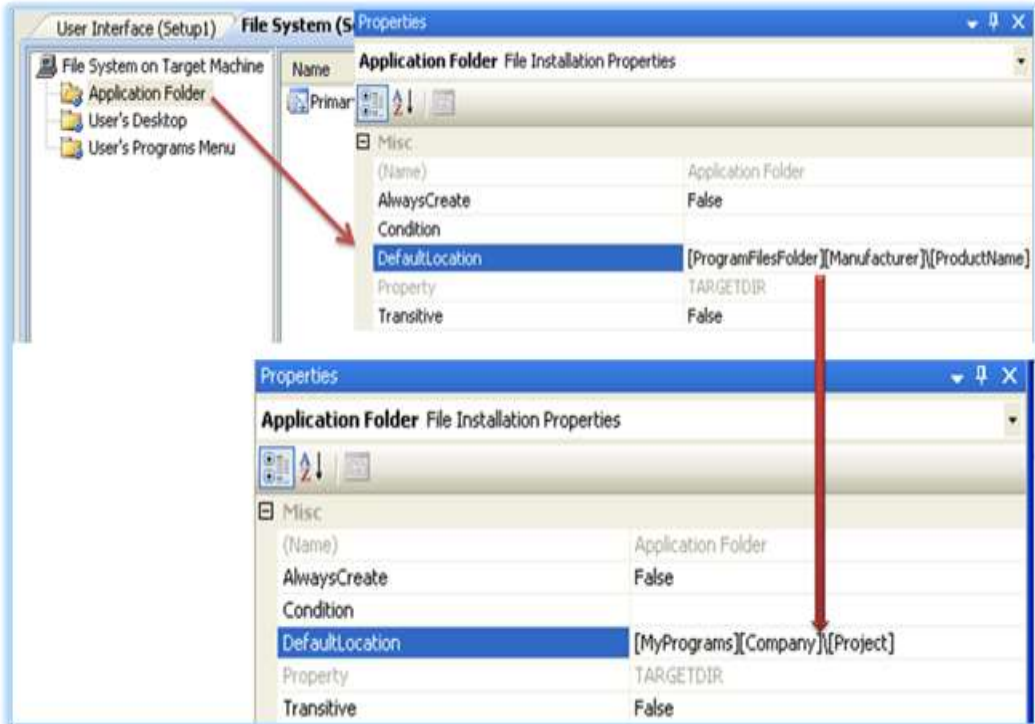 User Interface (Setup1) File System (S
Properties
File System on Target Machine
Application Folder
User's Desktop
User's Programs Menu
Name
Primar
Application Folder File Installation Properties
Misc
(Name) Application Folder
AlwaysCreate False
Condition
DefaultLocation [ProgramFilesFolder][Manufacturer]\[ProductName]
Property TARGETDIR
Transitive False
Properties
Application Folder File Installation Properties
Misc
(Name) Application Folder
AlwaysCreate False
Condition
DefaultLocation [MyPrograms][Company]\[Project]
Property TARGETDIR
Transitive False